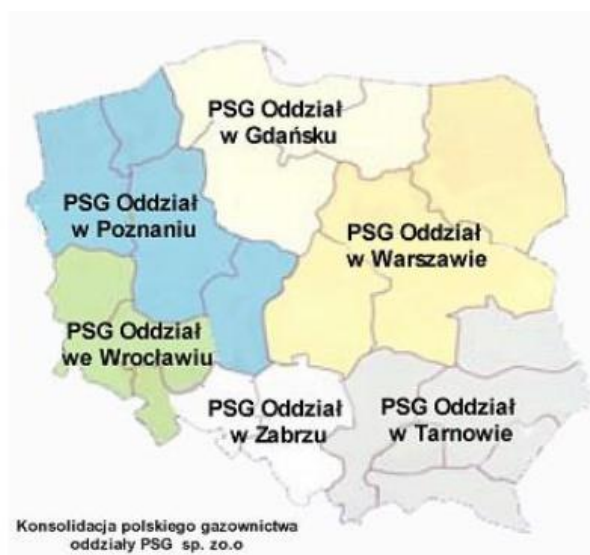 PSG Oddział
w Gdańsku
PSG Oddział
w Poznaniu
PSG Oddział
w Warszawie
PSG Oddział
we Wrocławiu
PSG Oddział
w Zabrzu
PSG Oddział
w Tarnowie
Konsolidacja polskiego gazownictwa
oddziały PSG sp. zo.o